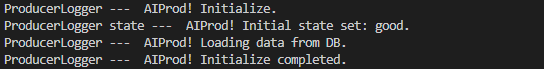 ProducerLogger ---  AIProd! Initialize.
ProducerLogger state ---  AIProd! Initial state set: good.
ProducerLogger ---  AIProd! Loading data from DB.
ProducerLogger ---  AIProd! Initialize completed.